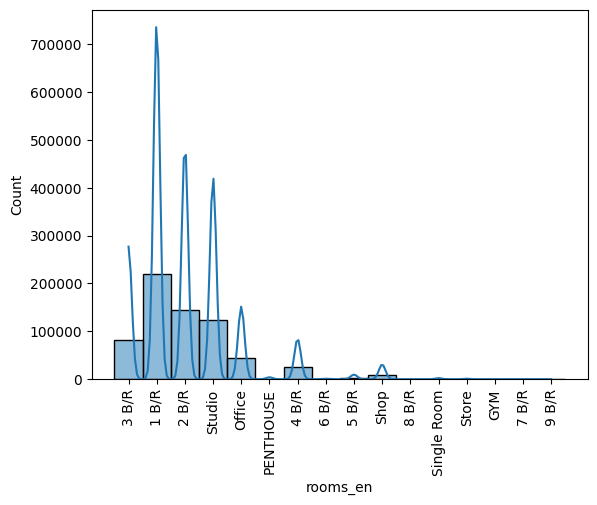 700000
600000
500000
400000
300000
200000
100000
0
Count
3 B/R
1 B/R
2 B/R
Studio
Office
PENTHOUSE
4 B/R
6 B/R
5 B/R
Shop
8 B/R
Single Room
Store
GYM
7 B/R
9 B/R
rooms_en